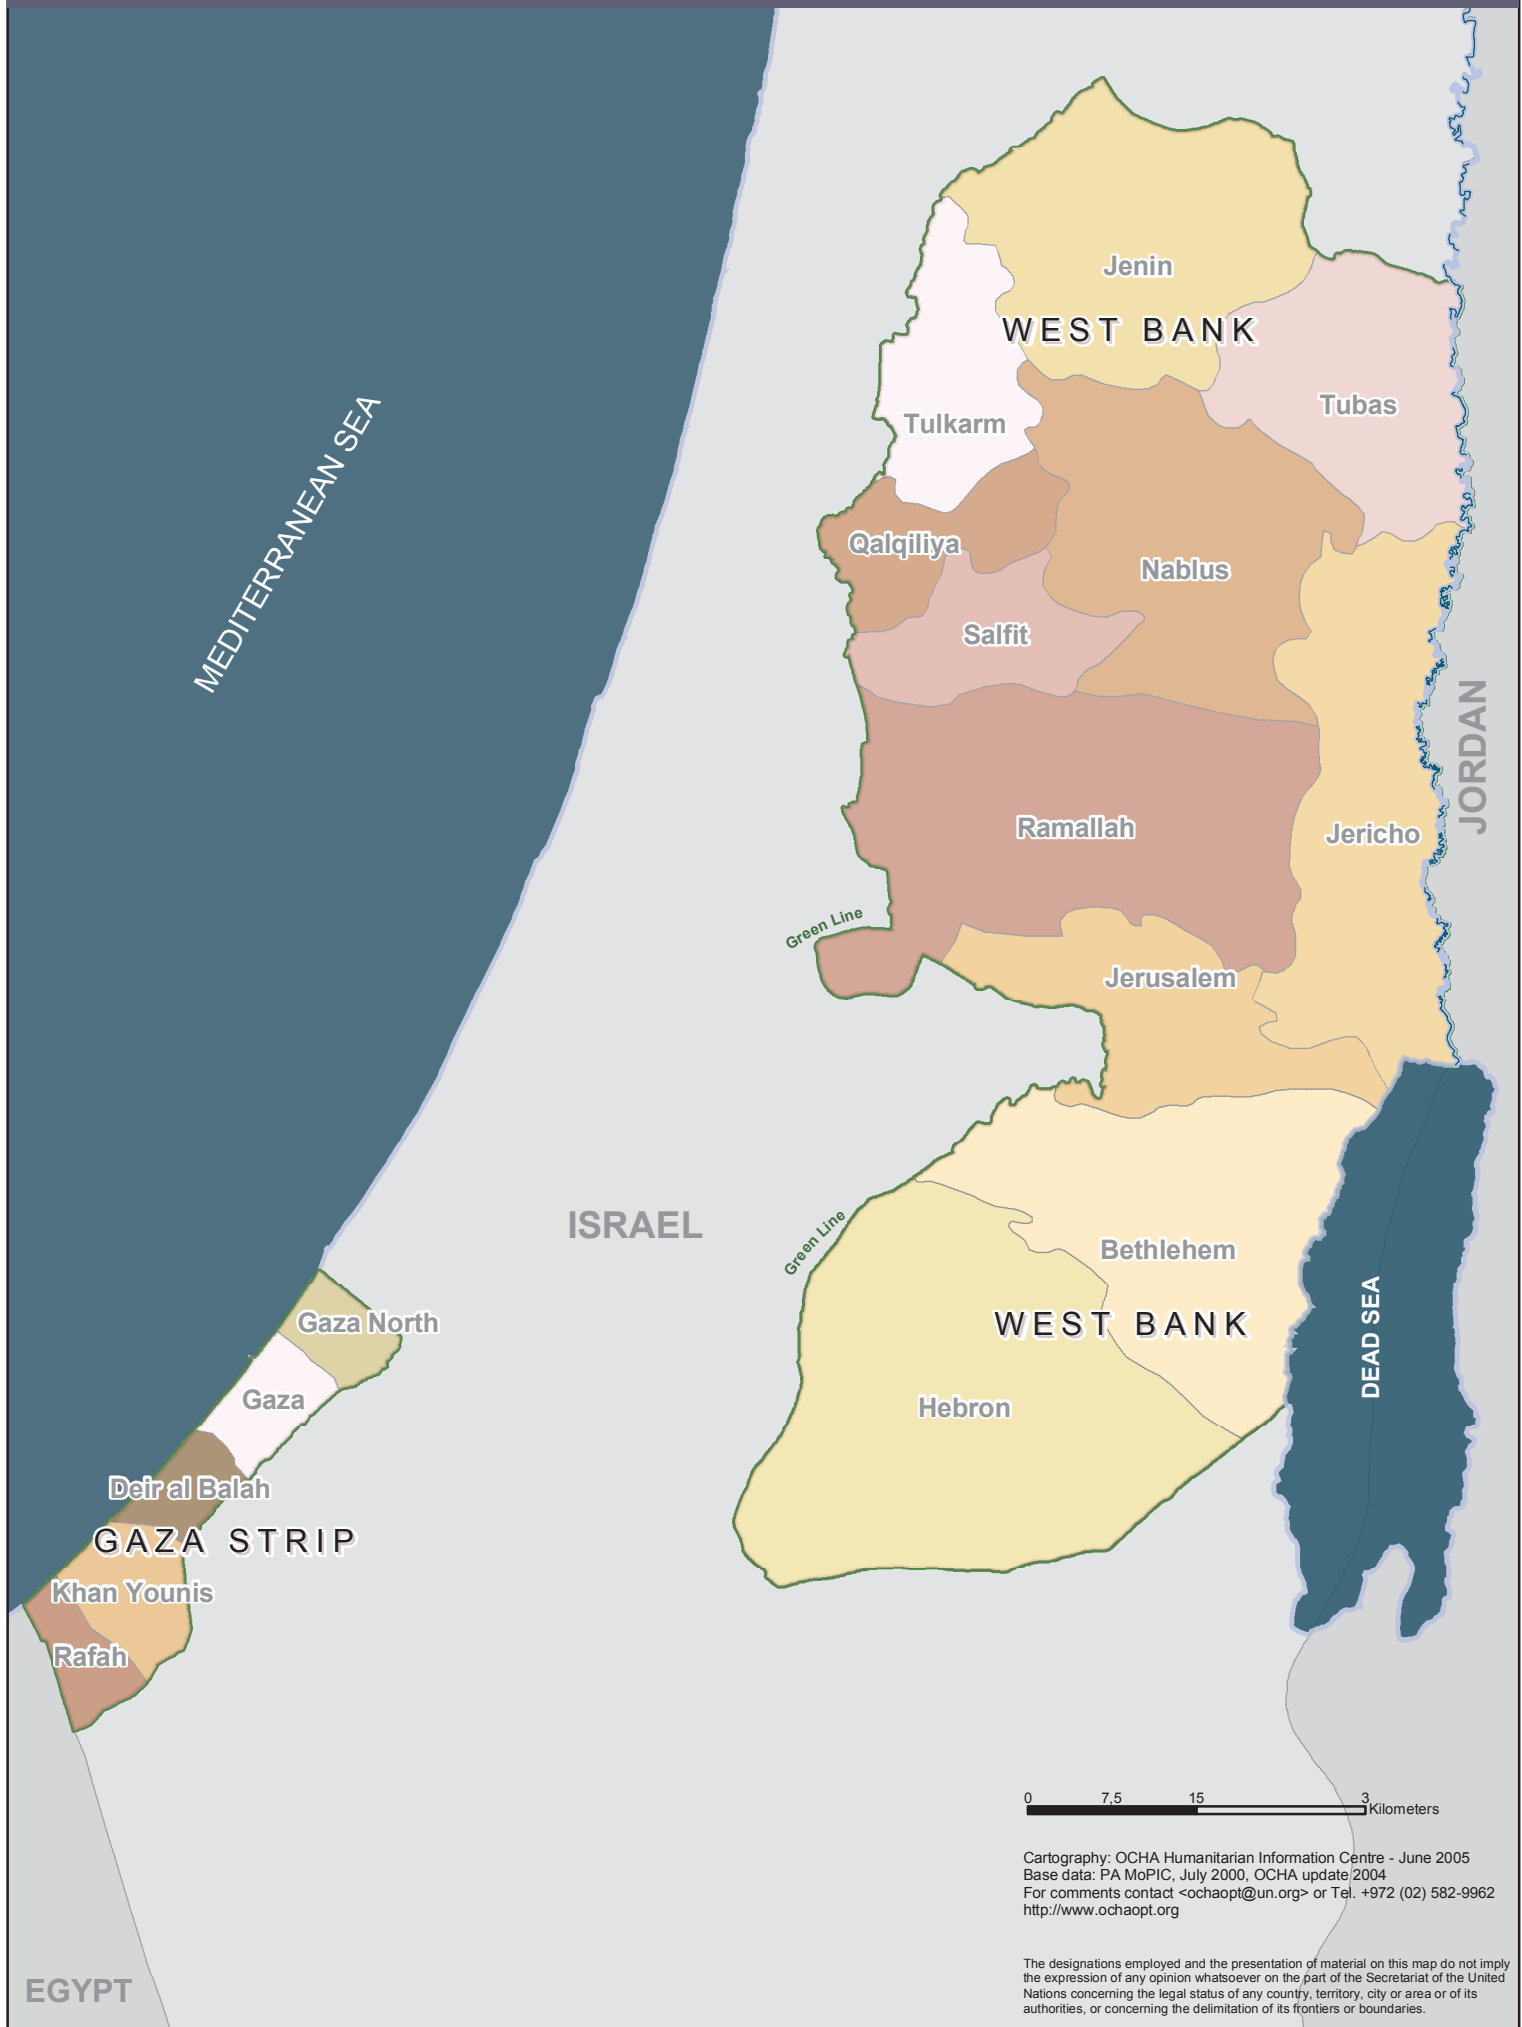 Jenin
WEST BANK
Tubas
MEDITERRANEAN SEA
Tulkarm
Qalqiliya
Nablus
Salfit
JORDAN
Ramallah
Jericho
Green Line
Jerusalem
ISRAEL
Green Line
Bethlehem
WEST BANK
DEAD SEA
Gaza North
Gaza
Hebron
Deir al Balah
GAZA STRIP
Khan Younis
Rafah
0 7,5 15 3
Kilometers
Cartography: OCHA Humanitarian Information Centre - June 2005
Base data: PA MoPIC, July 2000, OCHA update 2004
For comments contact <ochaopt@un.org> or Tel. +972 (02) 582-9962
http://www.ochaopt.org
The designations employed and the presentation of material on this map do not imply
the expression of any opinion whatsoever on the part of the Secretariat of the United
Nations concerning the legal status of any country, territory, city or area or of its
authorities, or concerning the delimitation of its frontiers or boundaries.
EGYPT